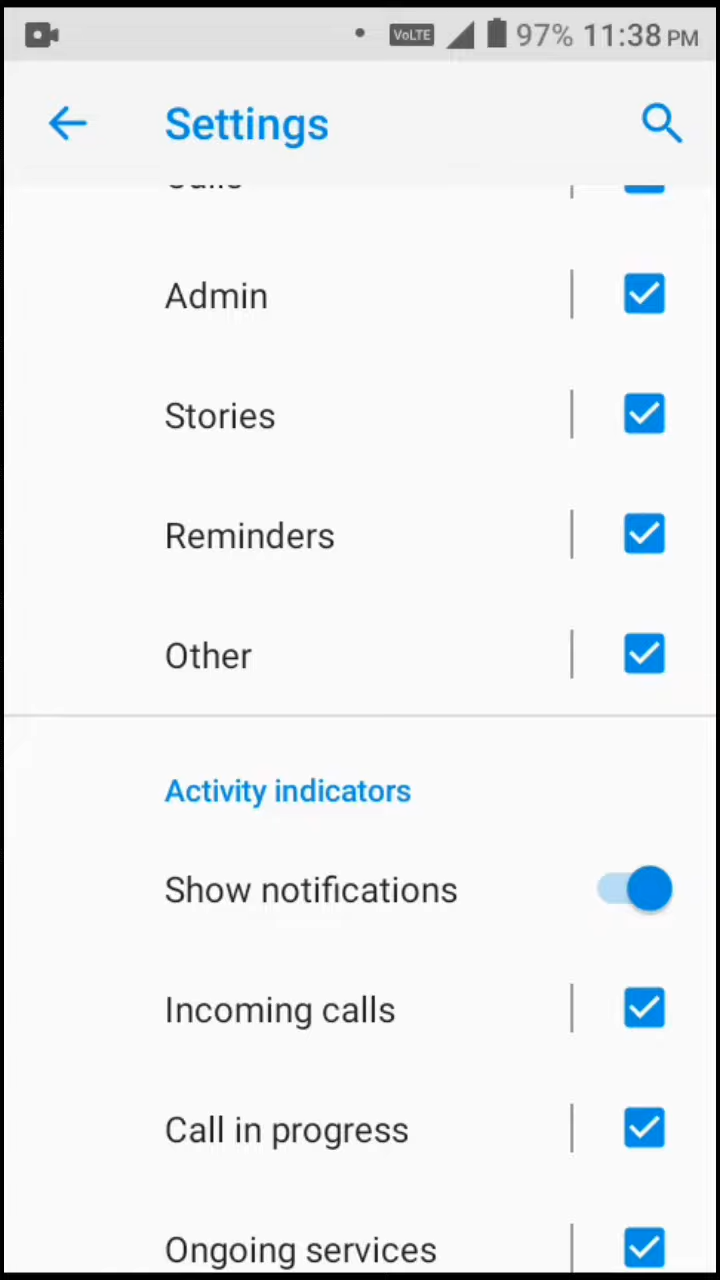 VoLTE 97% 11:38 PM
Settings
Admin
Stories
Reminders
Other
Activity indicators
Show notifications
Incoming calls
Call in progress
Ongoing services